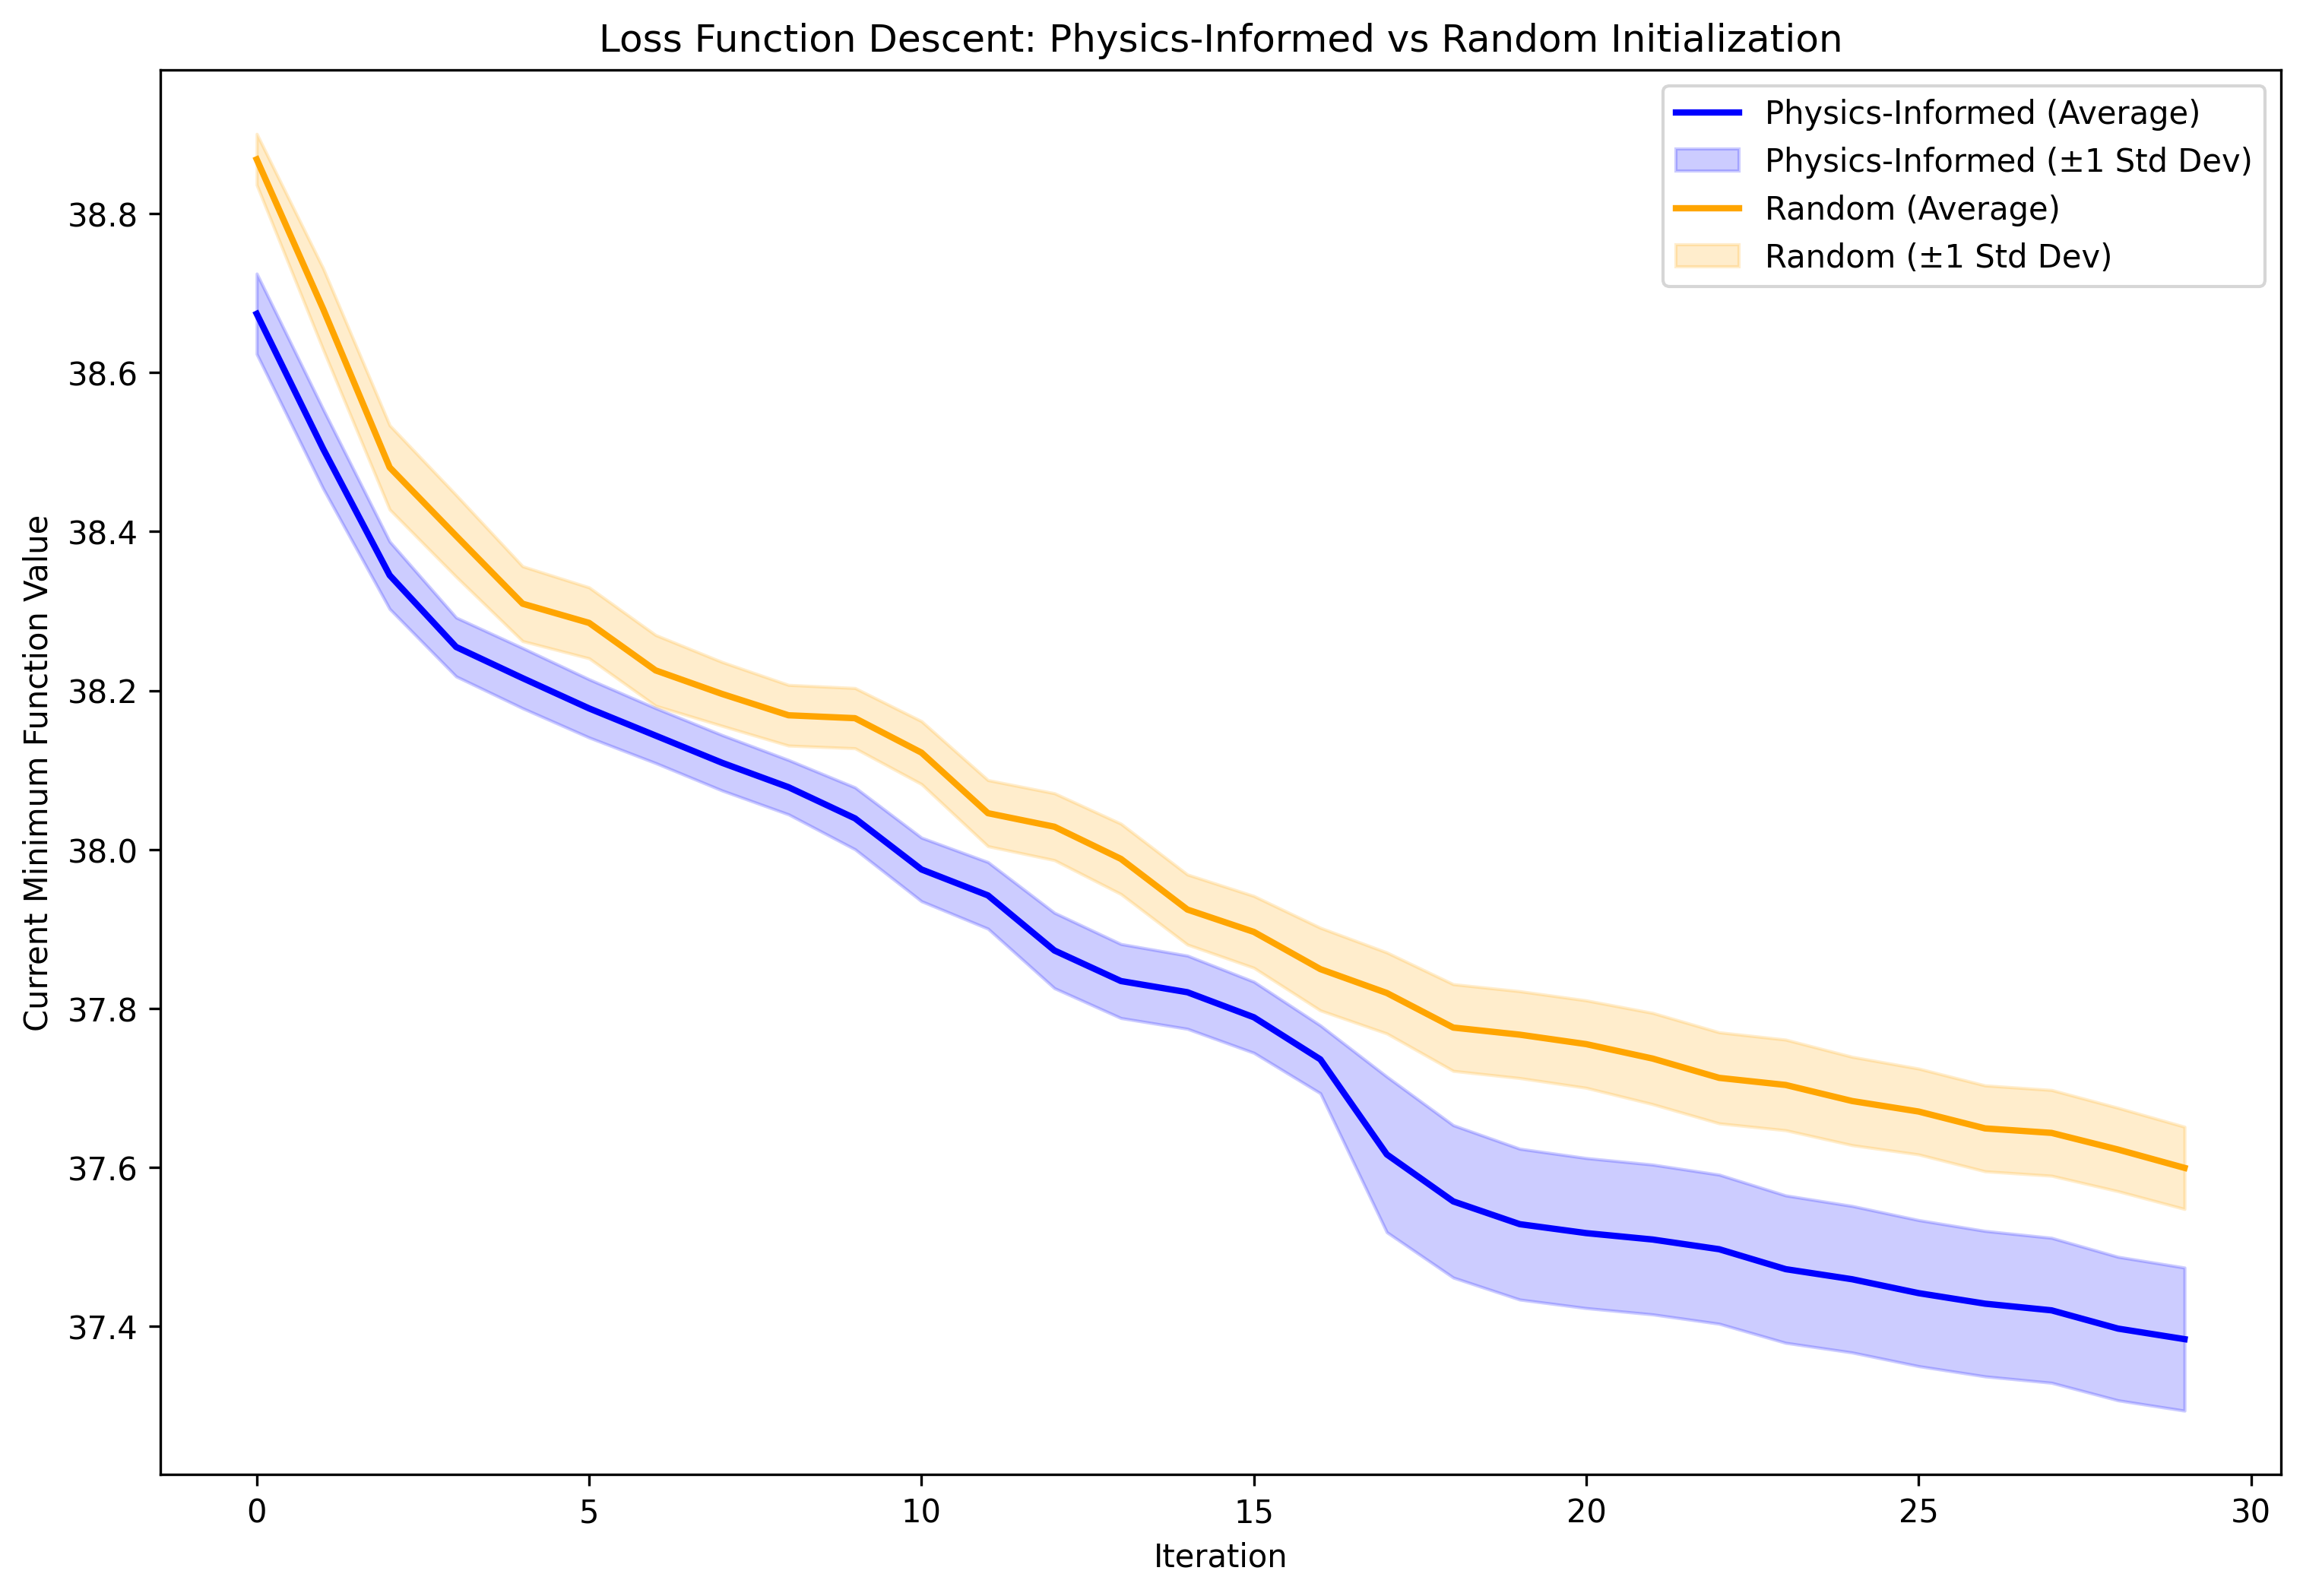 Loss Function Descent: Physics-Informed vs Random Initialization
Physics-Informed (Average)
Physics-Informed (±1 Std Dev)
Random (Average)
Random (±1 Std Dev)
Current Minimum Function Value
38.8
38.6
38.4
38.2
38.0
37.8
37.6
37.4
0 5 10 15 20 25 30
Iteration